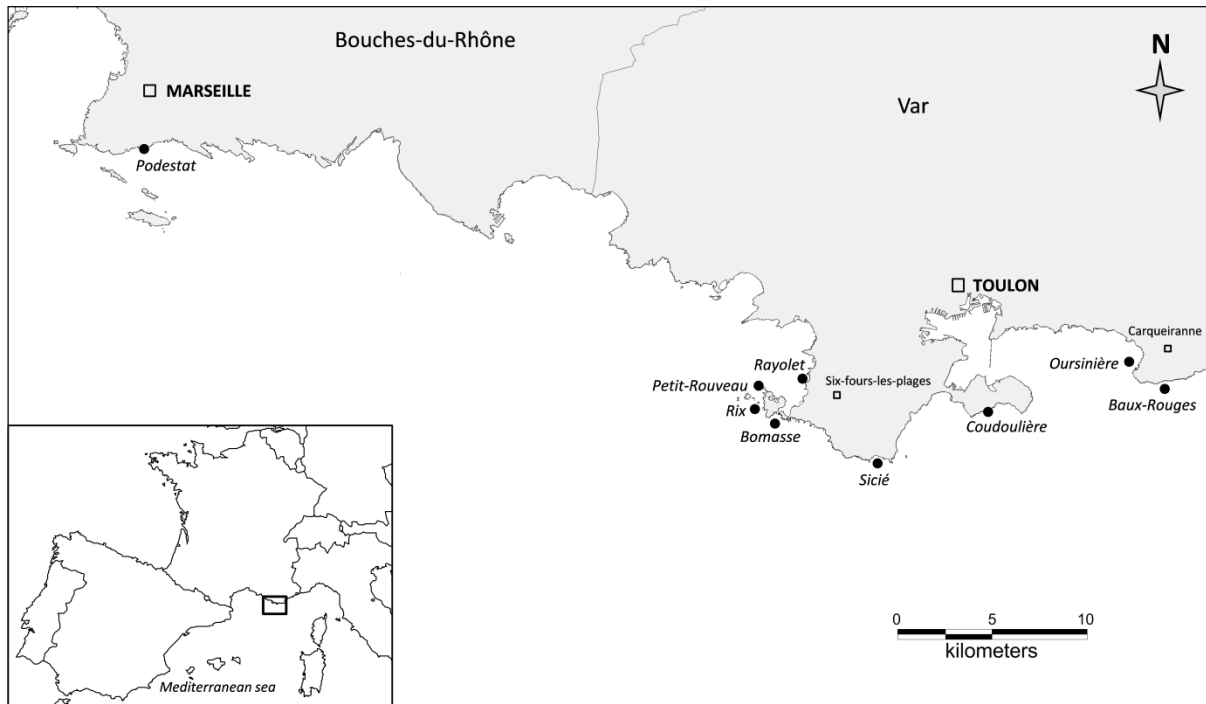 Bouches-du-Rhône
N
MARSEILLE
Var
Podestat
TOULON
Carqueiranne
Oursinière
Rayolet
Petit-Rouveau
Six-fours-les-plages
Baux-Rouges
Rix
Coudoulière
Bomasse
Sicié
0 5 10
kilometers
Mediterranean sea